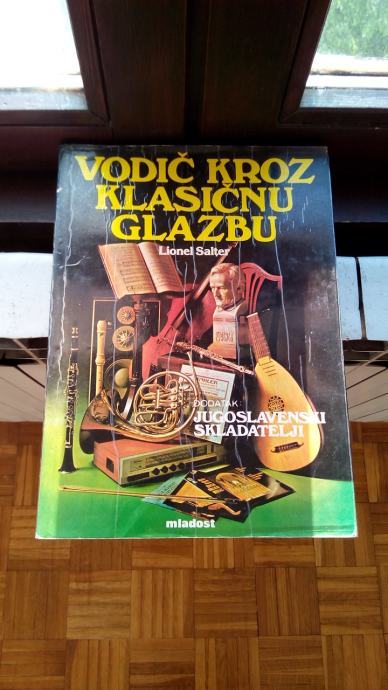 VODIČ KROZ
KLASIČNU
GLAZBU
Lionel Salter
DODATAK:
JUGOSLAVENSKI
SKLADATELJI
mladost